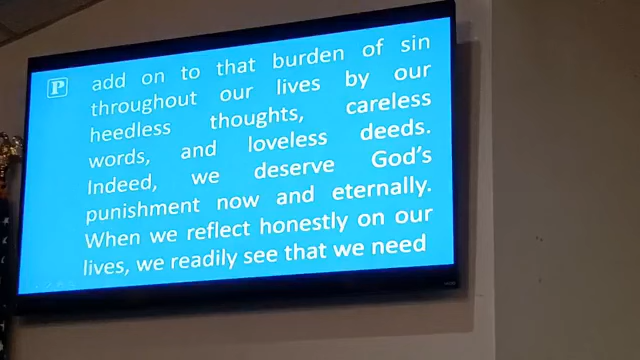 P add on to that burden of sin
throughout our lives by our
heedless thoughts, careless
words, and loveless deeds.
Indeed, we deserve God's
punishment now and eternally.
When we reflect honestly on our
lives, we readily see that we need